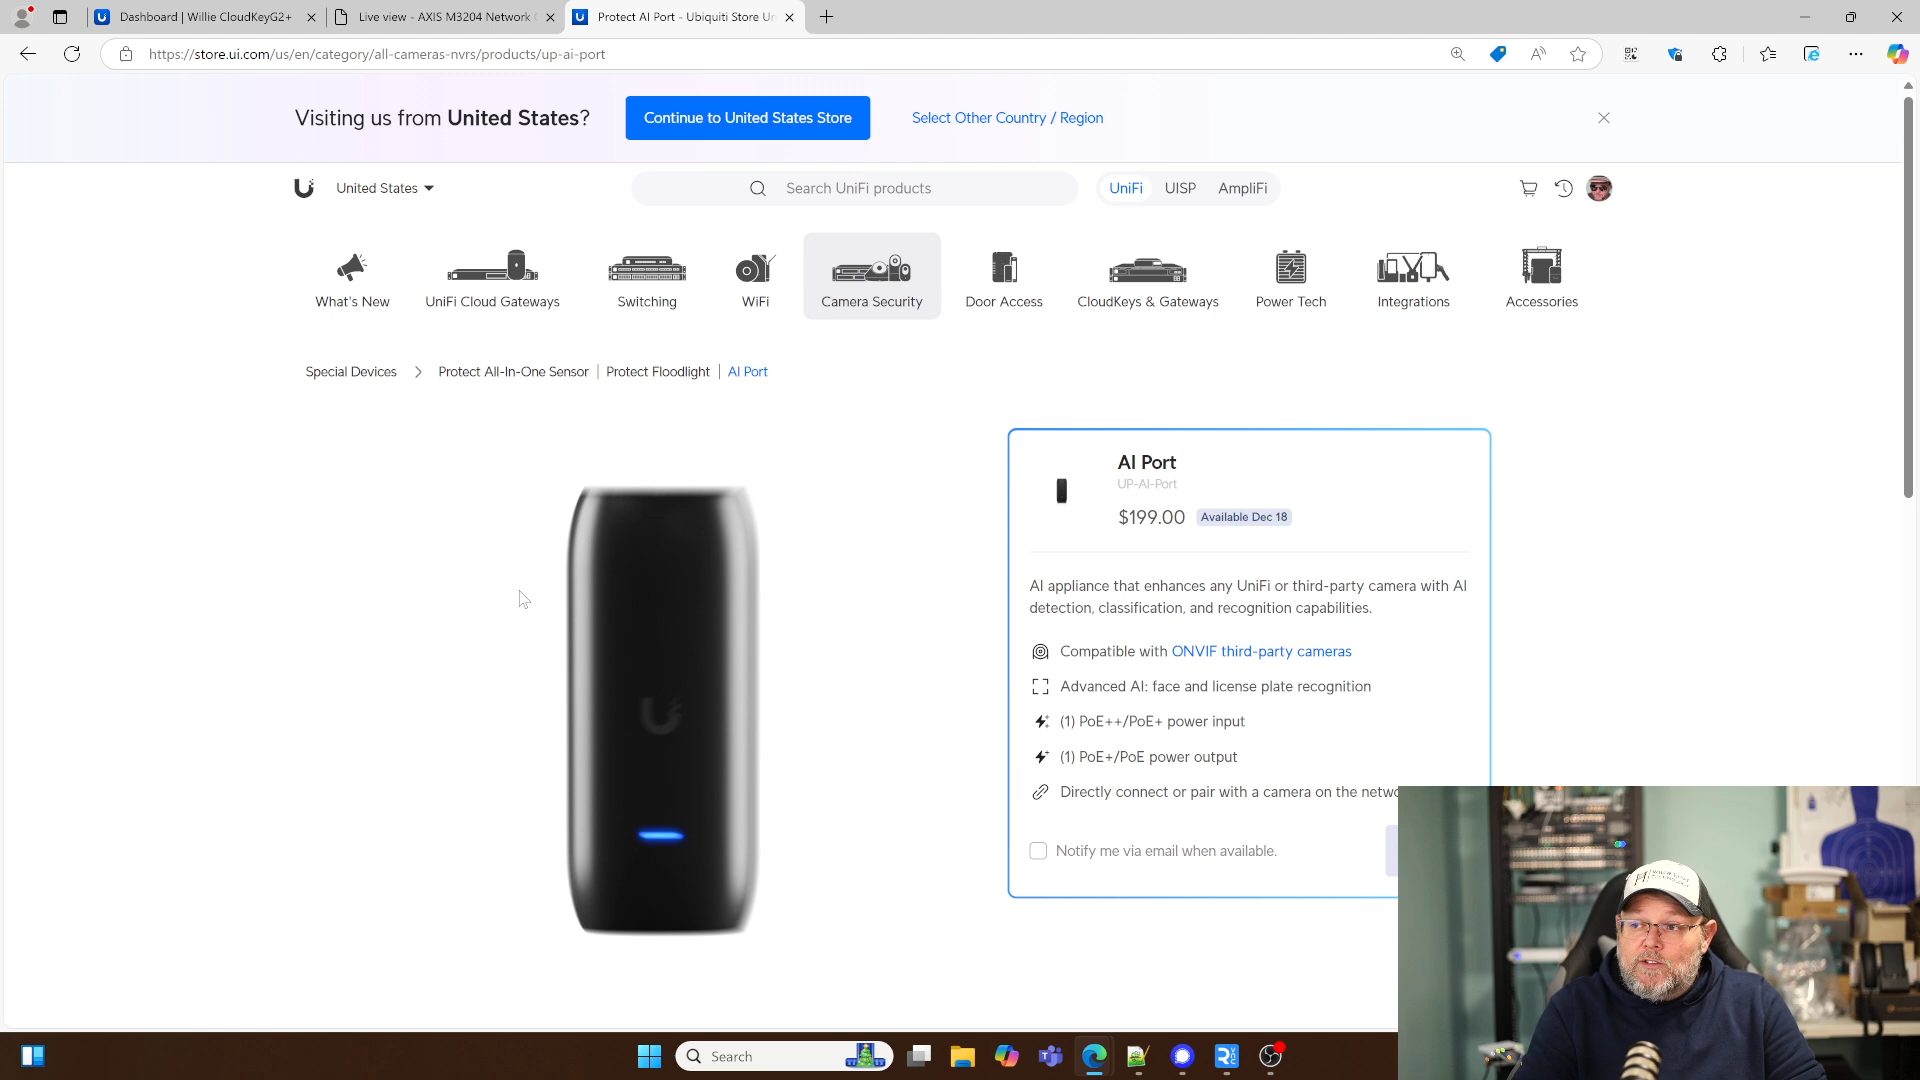 Dashboard | Willie CloudKeyG2+
Live view - AXIS M3204 Network C
Protect AI Port - Ubiquiti Store Un
https://store.ui.com/us/en/category/all-cameras-nvrs/products/up-ai-port
Visiting us from United States?
Continue to United States Store
Select Other Country / Region
United States
Search UniFi products
UniFi
UISP
AmpliFi
What's New
UniFi Cloud Gateways
Switching
WiFi
Camera Security
Door Access
CloudKeys & Gateways
Power Tech
Integrations
Accessories
Special Devices
Protect All-In-One Sensor
Protect Floodlight
AI Port
AI Port
UP-AI-Port
$199.00 Available Dec 18
AI appliance that enhances any UniFi or third-party camera with AI
detection, classification, and recognition capabilities.
Compatible with ONVIF third-party cameras
Advanced AI: face and license plate recognition
(1) PoE++/PoE+ power input
(1) PoE+/PoE power output
Directly connect or pair with a camera on the netwo
Notify me via email when available.
Search